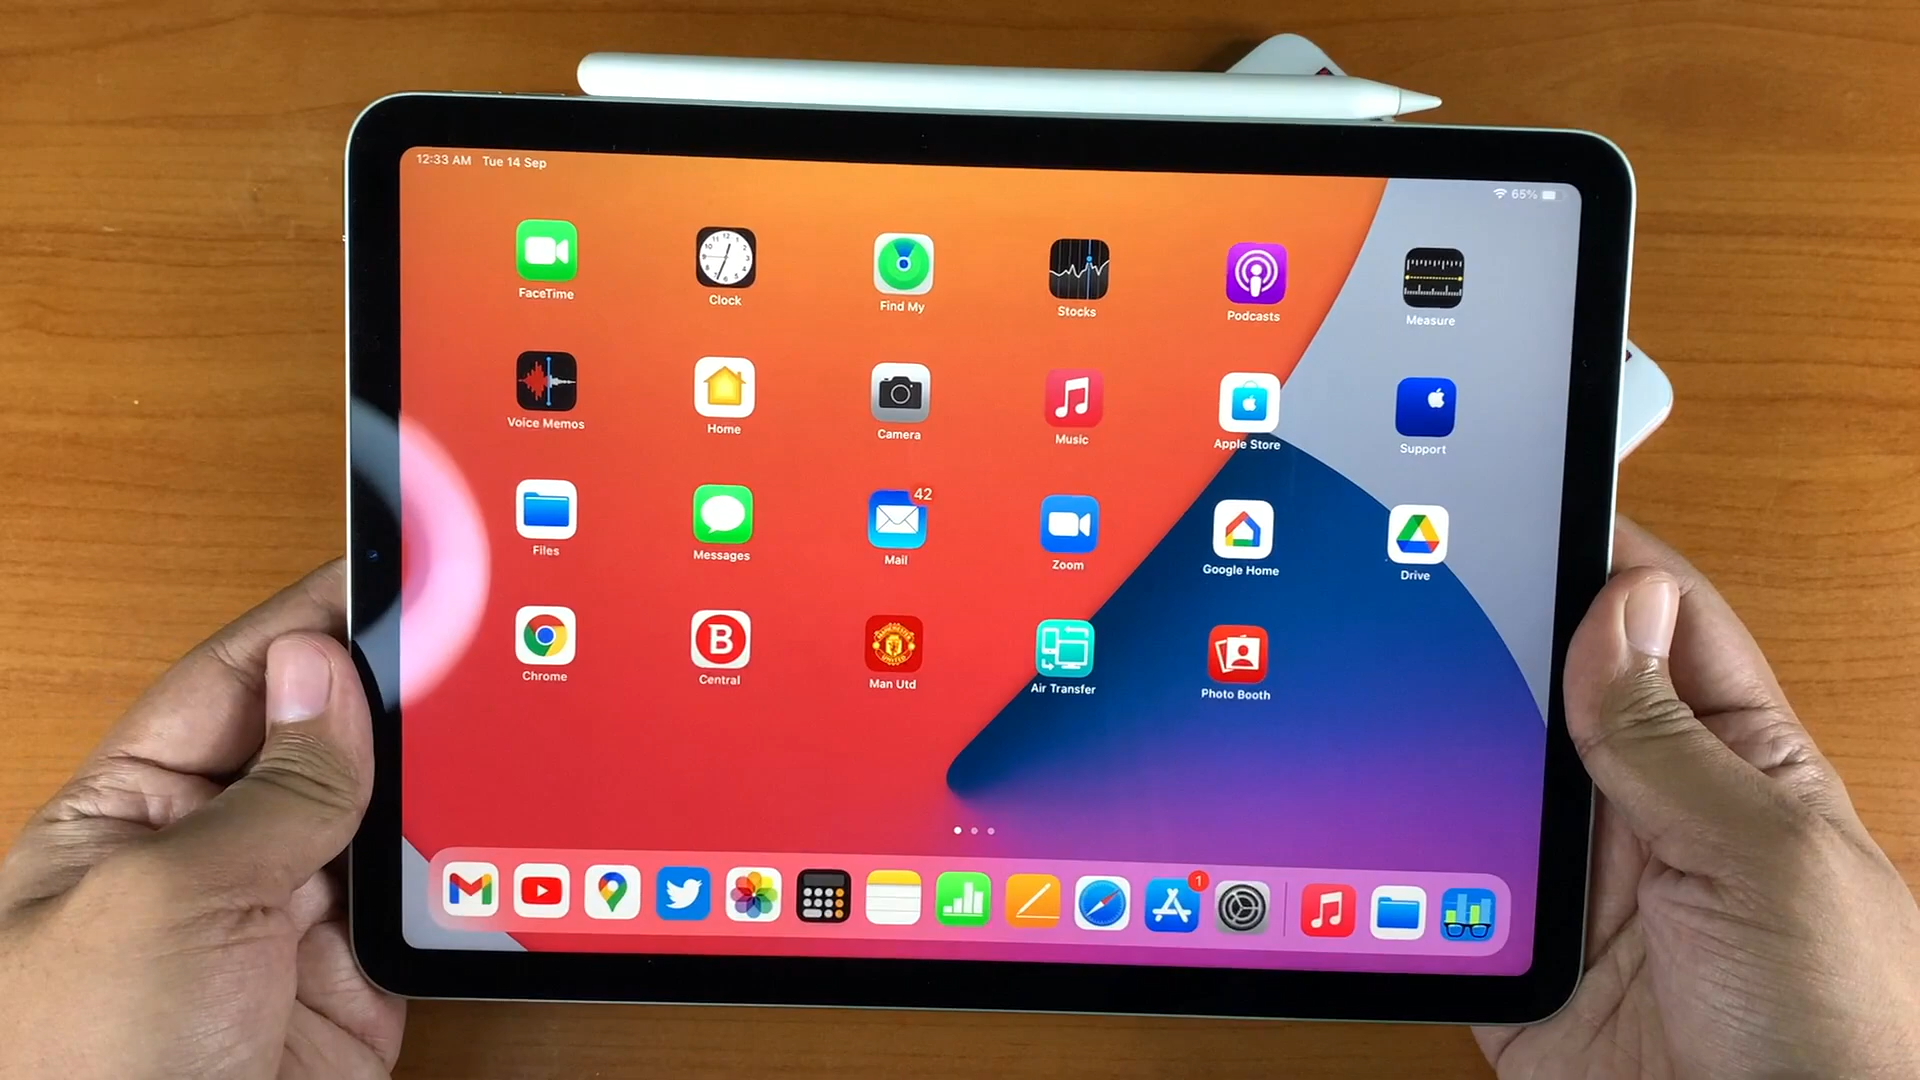 12:33 AM Tue 14 Sep
65%
FaceTime
Clock
Find My
Stocks
Podcasts
Measure
Voice Memos
Home
Camera
Music
Apple Store
Support
42
Files
Messages
Mail
Zoom
Google Home
Drive
B
MANCHESTER
UNITED
Chrome
Central
Man Utd
Air Transfer
Photo Booth
1